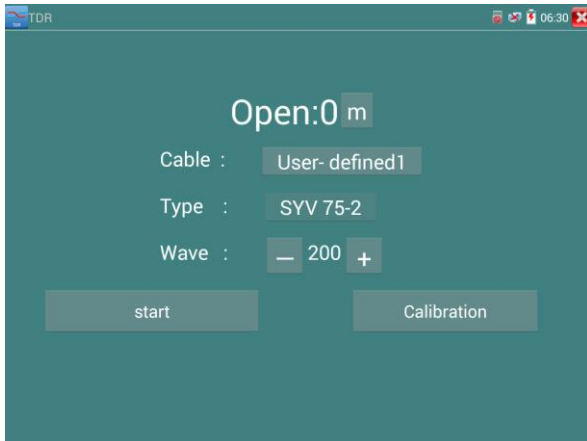 TDR 06:30
Open:0 m
Cable : User- defined1
Type : SYV 75-2
Wave : — 200 +
start Calibration